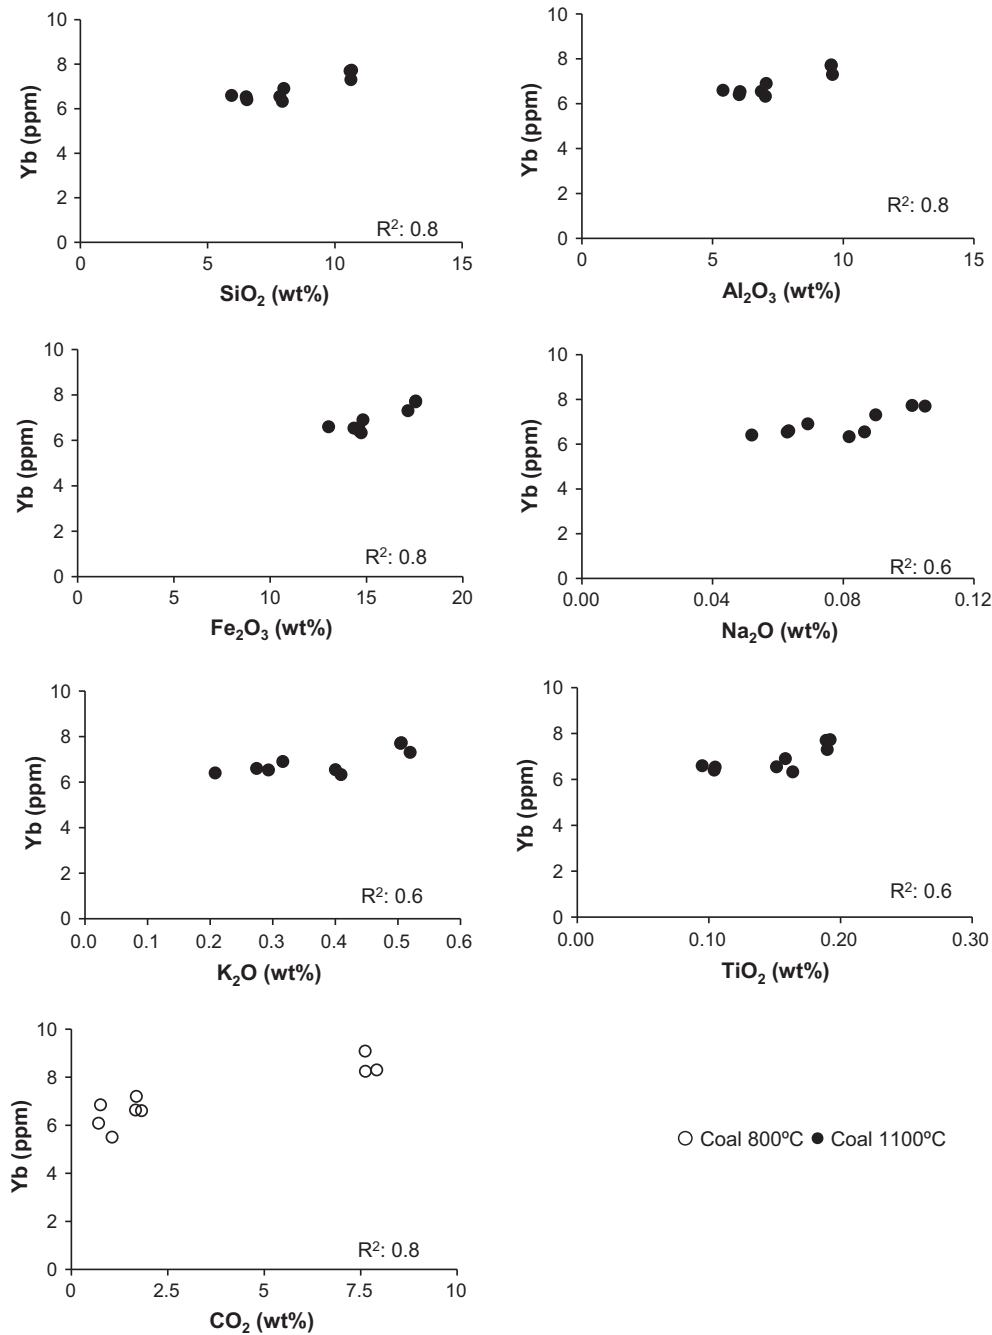 10
8
6
4
2
0
Yb (ppm)
R²: 0.8
0 5 10 15
SiO₂ (wt%)
10
8
6
4
2
0
Yb (ppm)
R²: 0.8
0 5 10 15
Al₂O₃ (wt%)
10
8
6
4
2
0
Yb (ppm)
R²: 0.8
0 5 10 15 20
Fe₂O₃ (wt%)
10
8
6
4
2
0
Yb (ppm)
R²: 0.6
0.00 0.04 0.08 0.12
Na₂O (wt%)
10
8
6
4
2
0
Yb (ppm)
R²: 0.6
0.0 0.1 0.2 0.3 0.4 0.5 0.6
K₂O (wt%)
10
8
6
4
2
0
Yb (ppm)
R²: 0.6
0.00 0.10 0.20 0.30
TiO₂ (wt%)
10
8
6
4
2
0
Yb (ppm)
R²: 0.8
0 2.5 5 7.5 10
CO₂ (wt%)
Coal 800ºC Coal 1100ºC